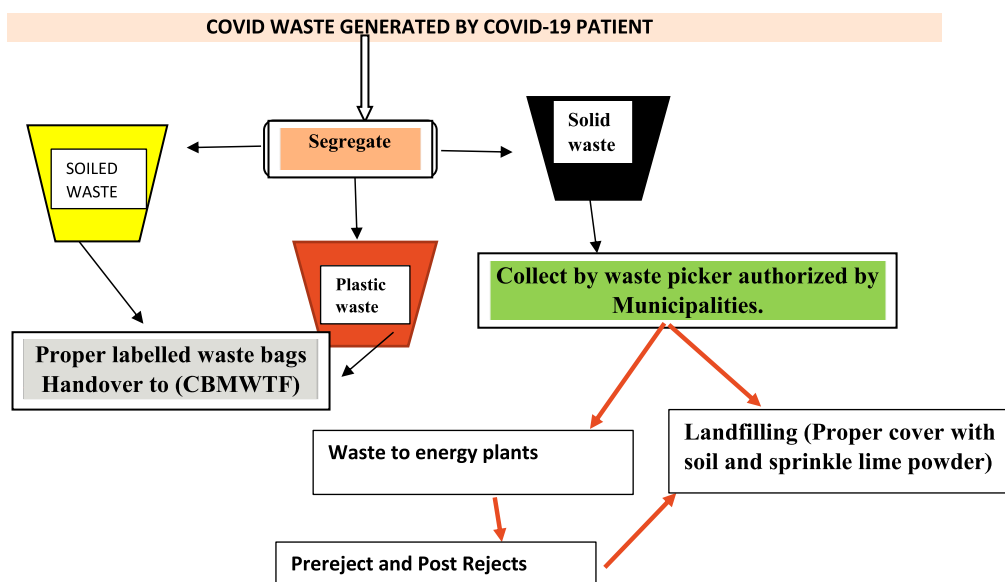 COVID WASTE GENERATED BY COVID-19 PATIENT
Segregate
Solid
waste
SOILED
WASTE
Plastic
waste
Collect by waste picker authorized by
Municipalities.
Proper labelled waste bags
Handover to (CBMWTF)
Waste to energy plants
Landfilling (Proper cover with
soil and sprinkle lime powder)
Prereject and Post Rejects